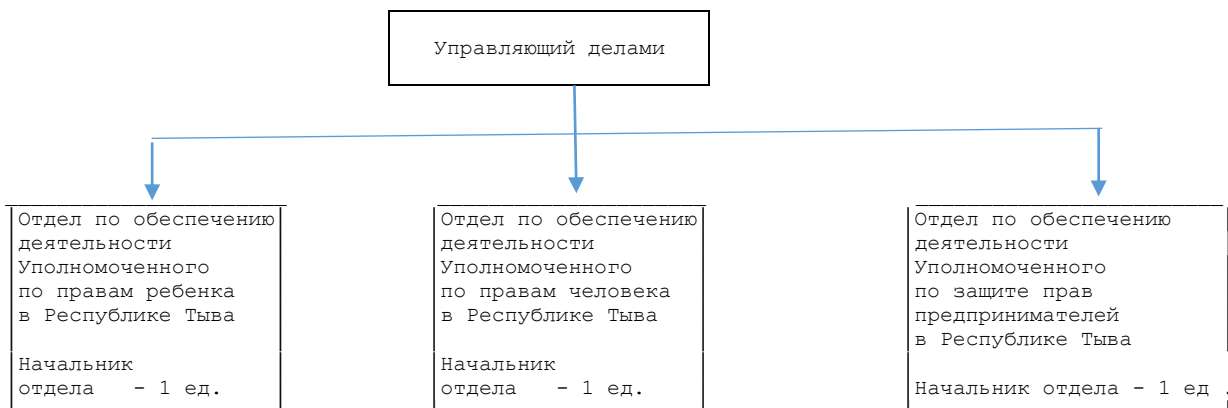 Управляющий делами
Отдел по обеспечению
деятельности
Уполномоченного
по правам ребенка
в Республике Тыва
Начальник
отдела - 1 ед.
Отдел по обеспечению
деятельности
Уполномоченного
по правам человека
в Республике Тыва
Начальник
отдела - 1 ед.
Отдел по обеспечению
деятельности
Уполномоченного
по защите прав
предпринимателей
в Республике Тыва
Начальник отдела - 1 ед.